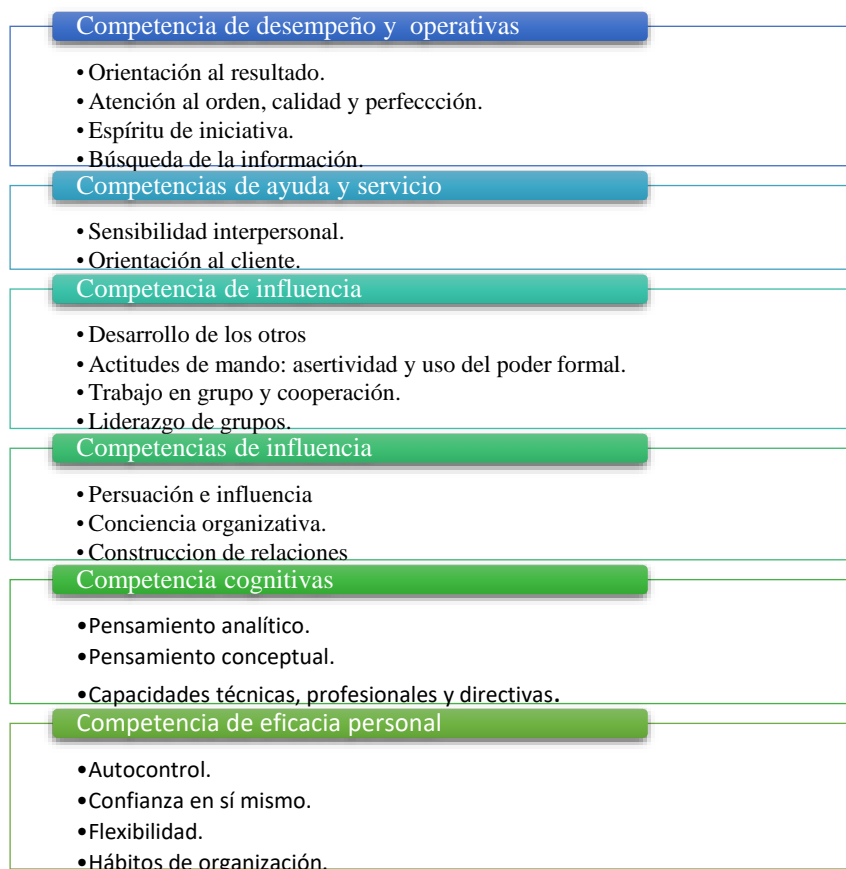 Competencia de desempeño y operativas
• Orientación al resultado.
• Atención al orden, calidad y perfeccción.
• Espíritu de iniciativa.
• Búsqueda de la información.
Competencias de ayuda y servicio
• Sensibilidad interpersonal.
• Orientación al cliente.
Competencia de influencia
• Desarrollo de los otros
• Actitudes de mando: asertividad y uso del poder formal.
• Trabajo en grupo y cooperación.
• Liderazgo de grupos.
Competencias de influencia
• Persuación e influencia
• Conciencia organizativa.
• Construccion de relaciones
Competencia cognitivas
•Pensamiento analítico.
•Pensamiento conceptual.
•Capacidades técnicas, profesionales y directivas.
Competencia de eficacia personal
•Autocontrol.
•Confianza en sí mismo.
•Flexibilidad.
•Hábitos de organización.